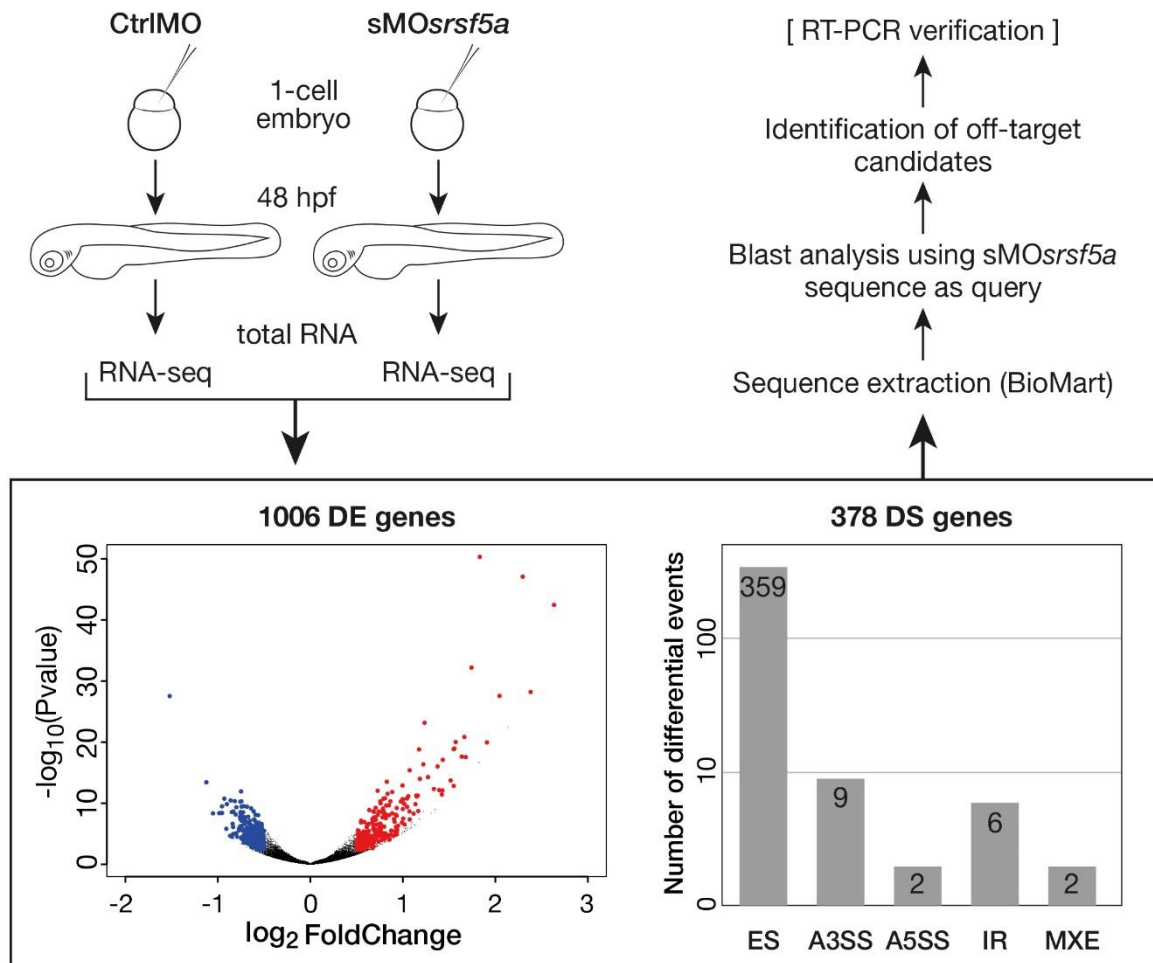 CtrlMO
sMOsrsf5a
1-cell
embryo
48 hpf
total RNA
RNA-seq
RNA-seq
[ RT-PCR verification ]
Identification of off-target
candidates
Blast analysis using sMOsrsf5a
sequence as query
Sequence extraction (BioMart)
1006 DE genes
-log10(Pvalue)
50
40
30
20
10
0
-2
-1
0
1
2
3
log2 FoldChange
378 DS genes
Number of differential events
100
10
0
359
9
2
6
2
ES
A3SS
A5SS
IR
MXE